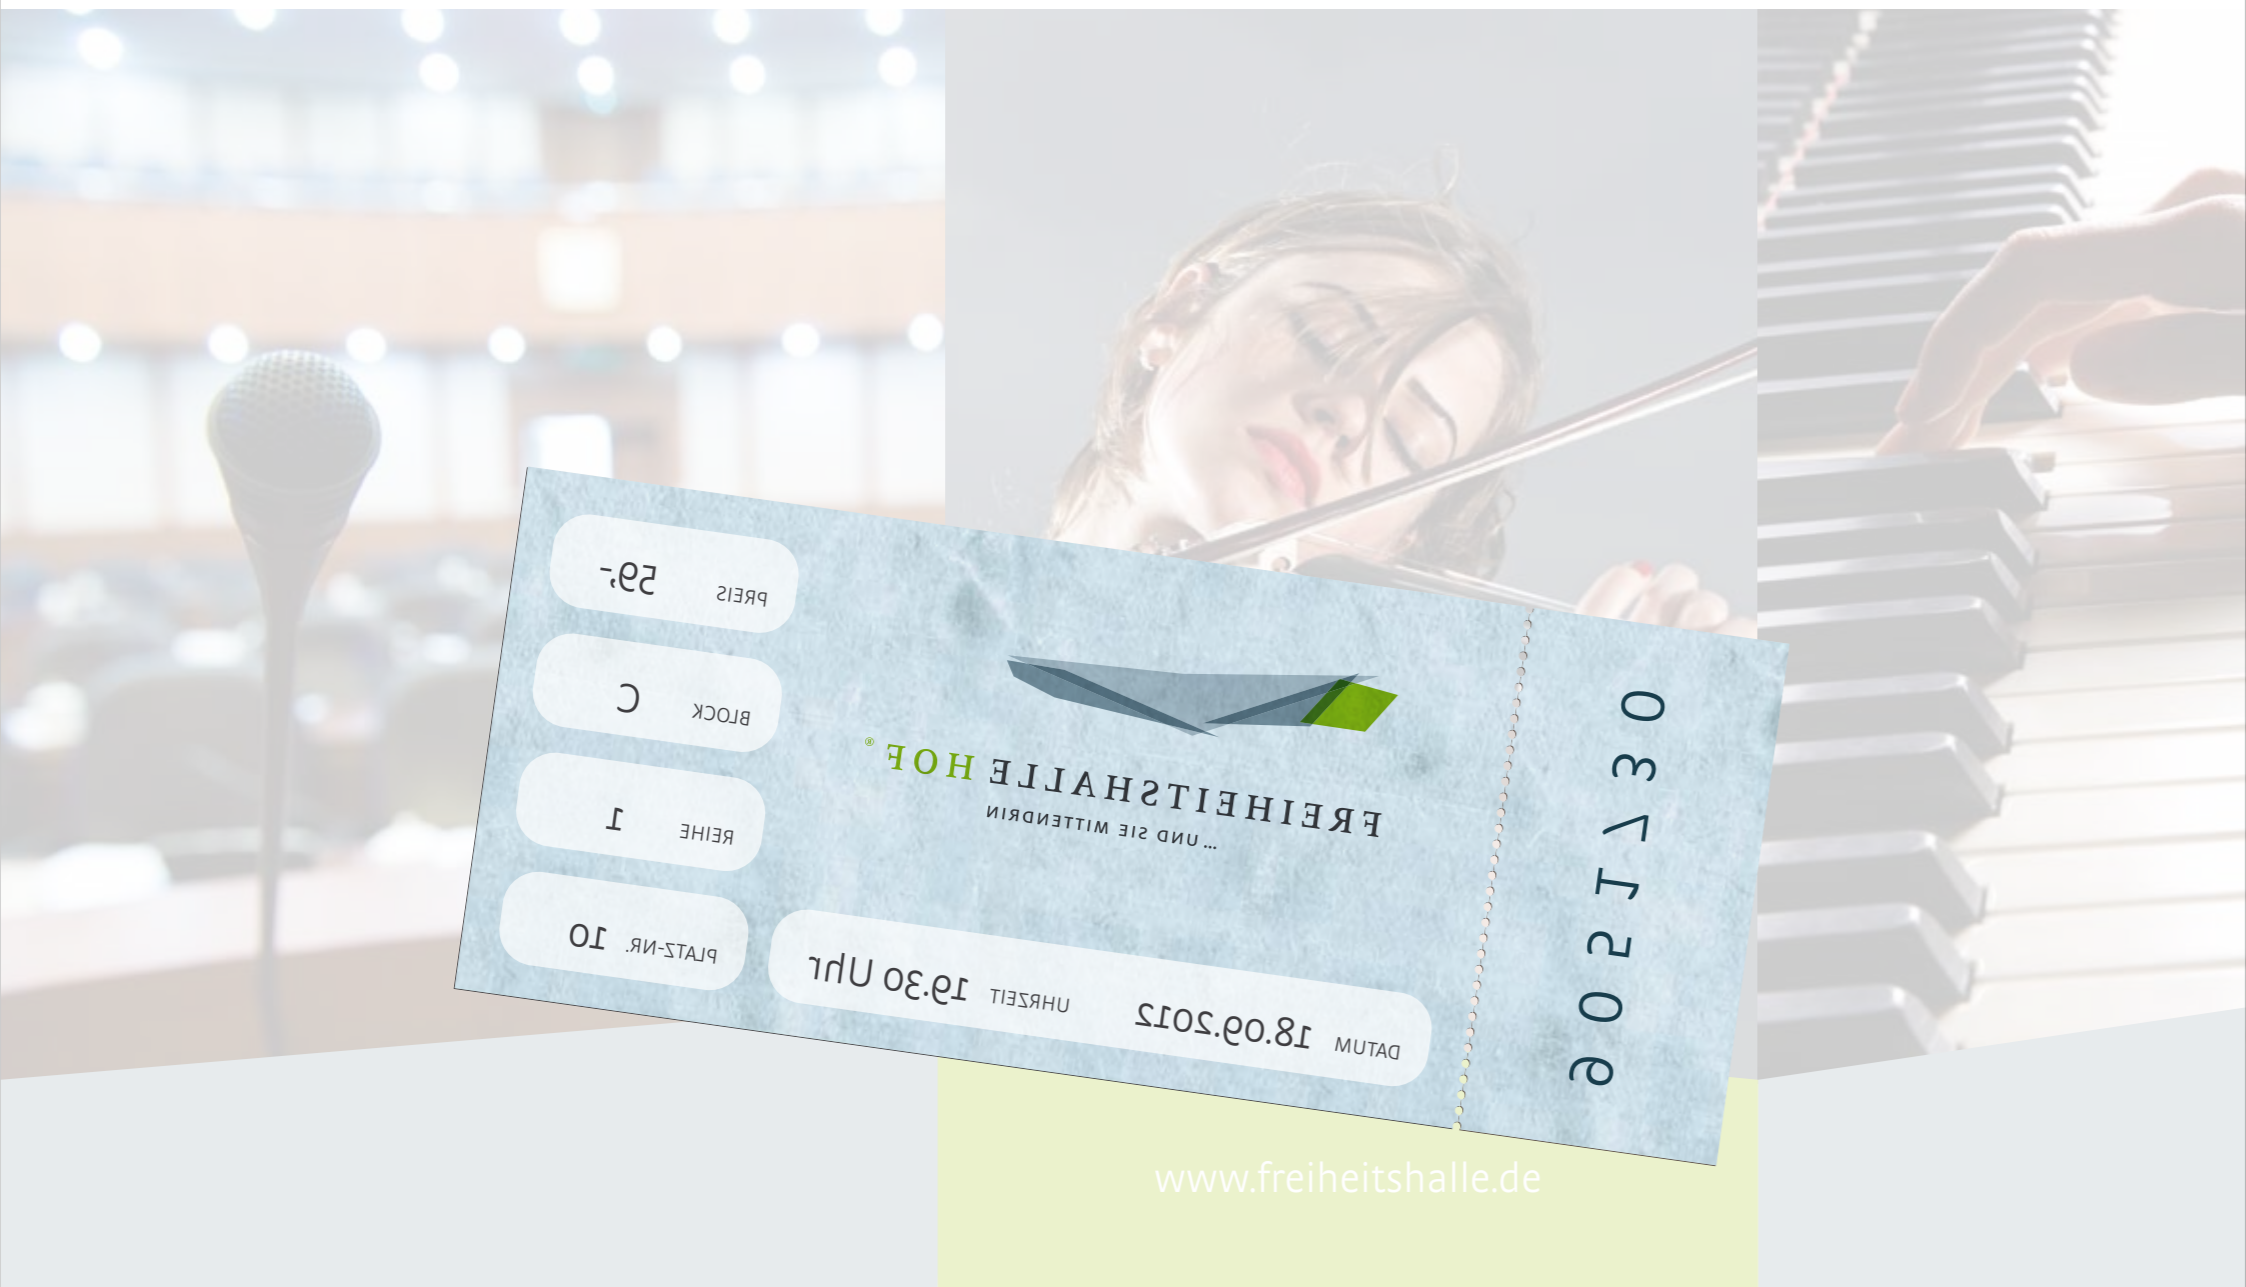 PREIS 59,-
BLOCK C
REIHE 1
PLATZ-NR. 10
FREIHEITSHALLE HOF®
... UND SIE MITTENDRIN
DATUM 18.09.2012 UHRZEIT 19.30 Uhr
9051730
www.freiheitshalle.de